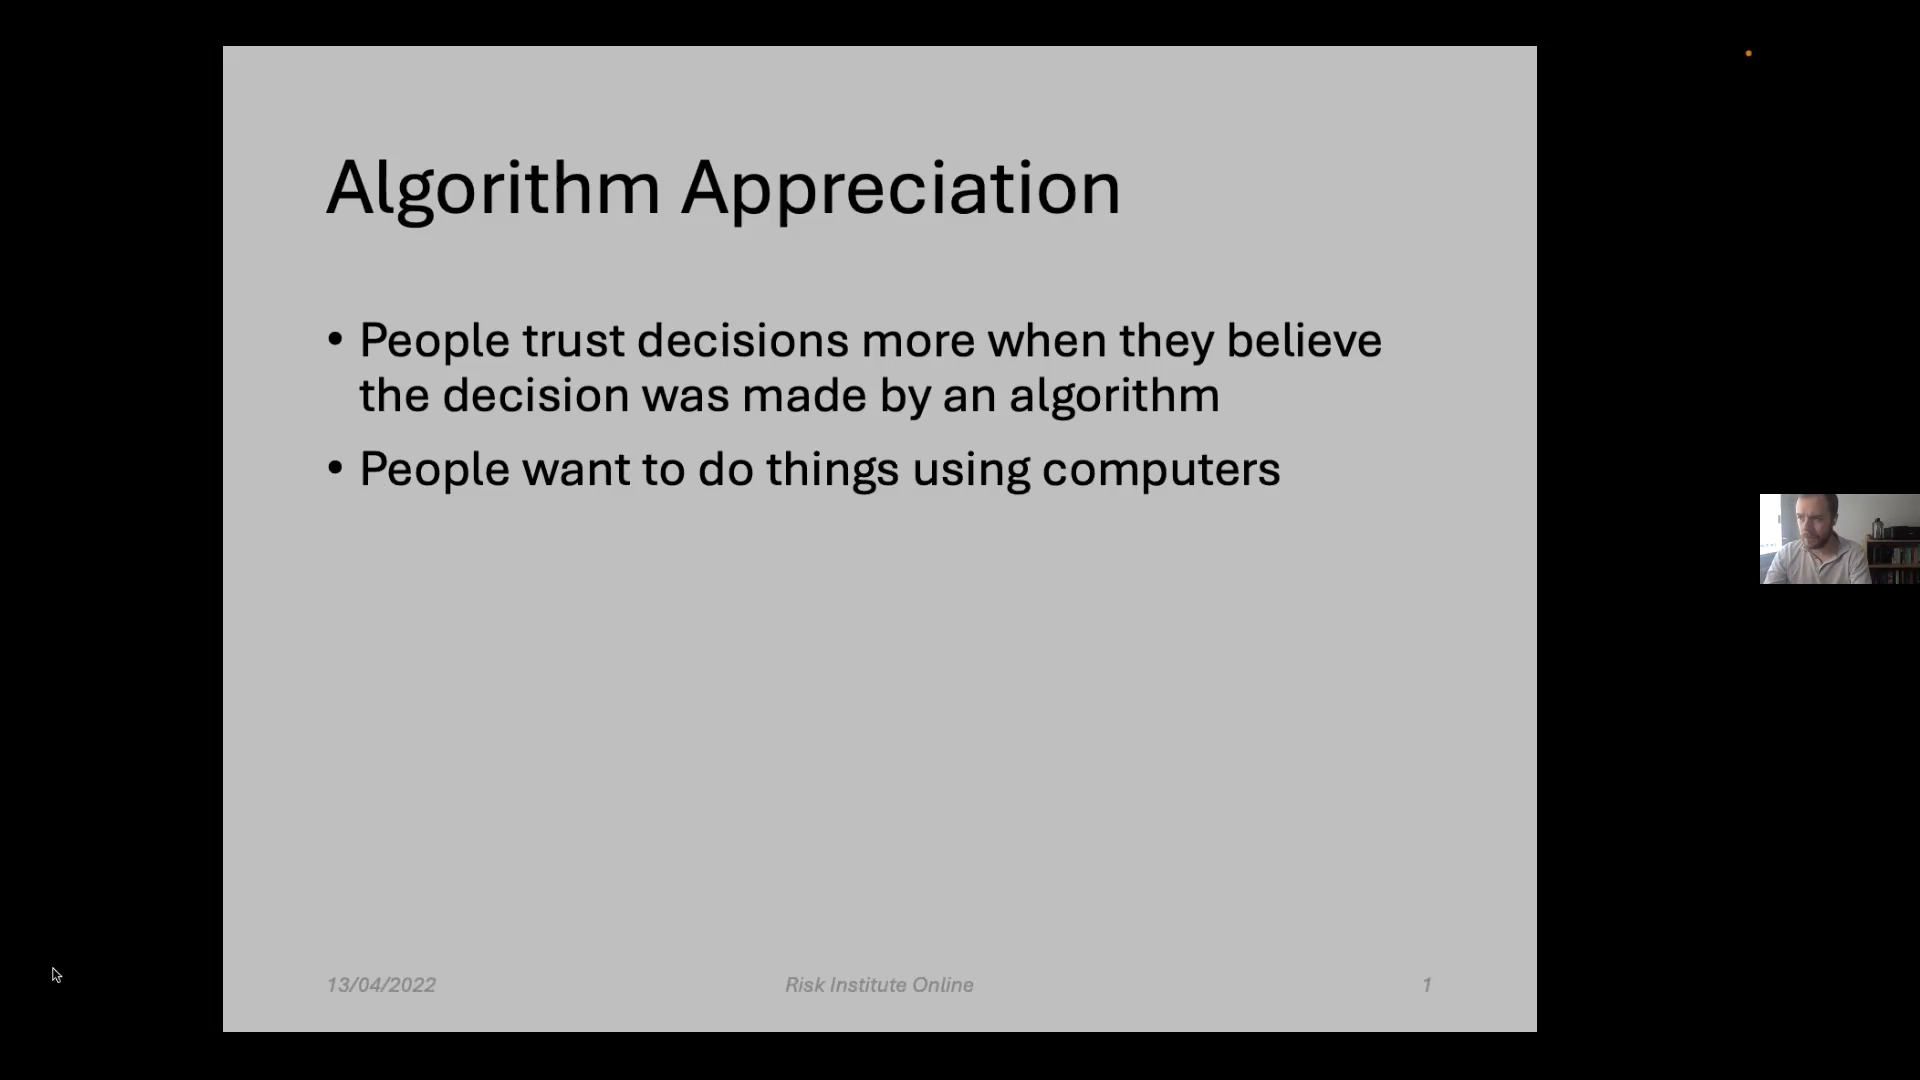 Algorithm Appreciation
• People trust decisions more when they believe
the decision was made by an algorithm
• People want to do things using computers
13/04/2022
Risk Institute Online
1